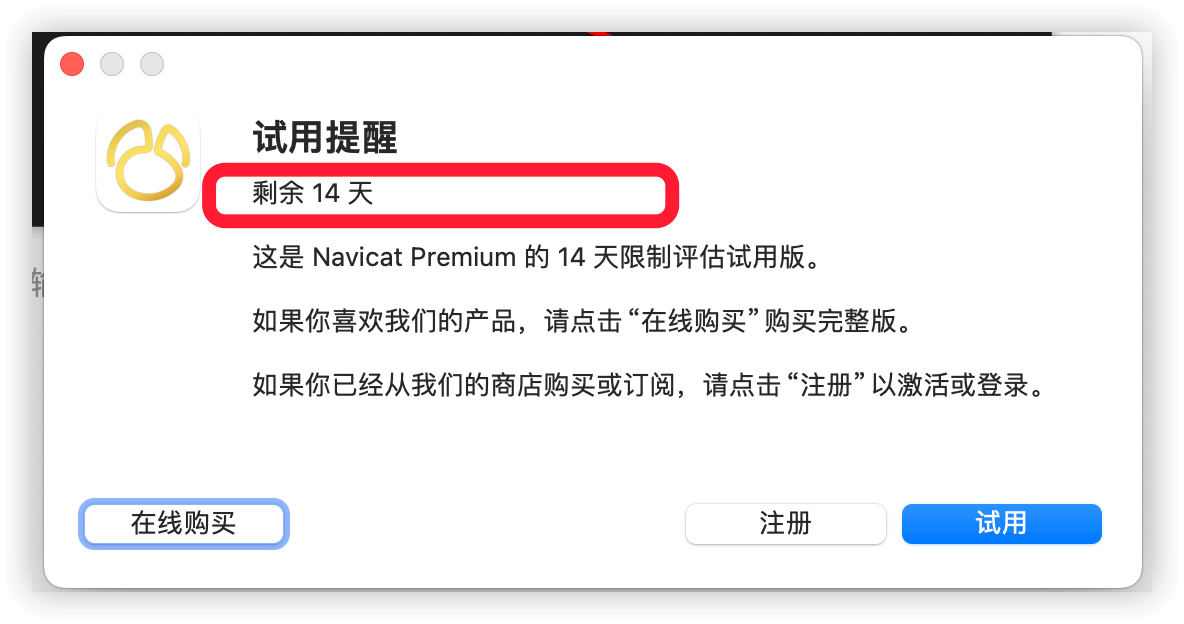 试用提醒
剩余 14 天
这是 Navicat Premium 的 14 天限制评估试用版。
如果你喜欢我们的产品，请点击“在线购买”购买完整版。
如果你已经从我们的商店购买或订阅，请点击“注册”以激活或登录。
在线购买
注册
试用